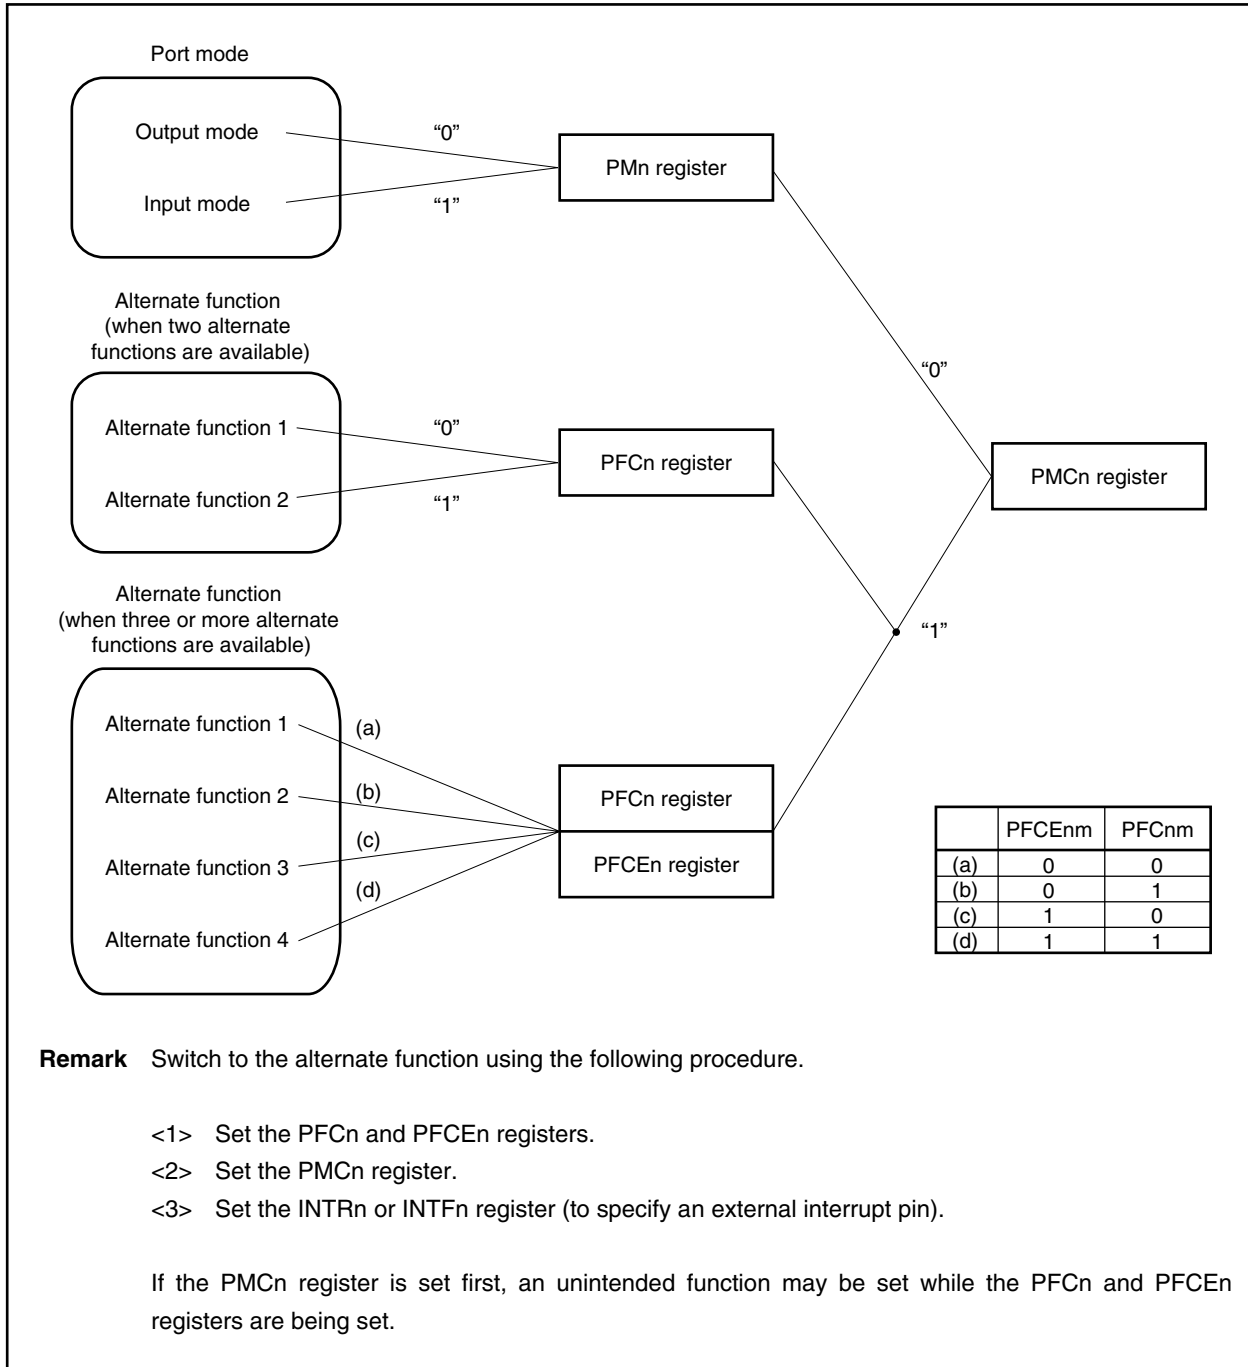 Port mode
Output mode
“0”
PMn register
Input mode
“1”
Alternate function
(when two alternate
functions are available)
“0”
Alternate function 1
“0”
PFCn register
PMCn register
Alternate function 2
“1”
Alternate function
(when three or more alternate
functions are available)
“1”
Alternate function 1
(a)
Alternate function 2
(b)
PFCn register
(c)
Alternate function 3
PFCEn register
(d)
Alternate function 4
PFCEnm PFCnm
(a) 0 0
(b) 0 1
(c) 1 0
(d) 1 1
Remark Switch to the alternate function using the following procedure.
<1> Set the PFCn and PFCEn registers.
<2> Set the PMCn register.
<3> Set the INTRn or INTFn register (to specify an external interrupt pin).
If the PMCn register is set first, an unintended function may be set while the PFCn and PFCEn
registers are being set.